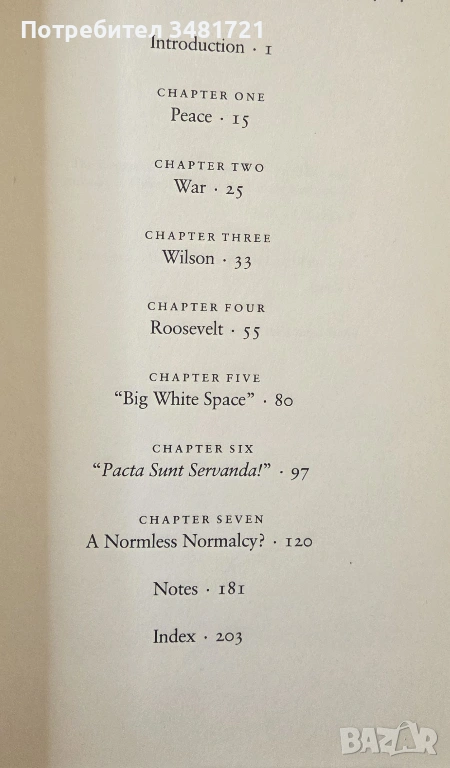 Потребител 3481721
Introduction · 1
CHAPTER ONE
Peace · 15
CHAPTER TWO
War · 25
CHAPTER THREE
Wilson · 33
CHAPTER FOUR
Roosevelt · 55
CHAPTER FIVE
“Big White Space” · 80
CHAPTER SIX
“Pacta Sunt Servanda!” · 97
CHAPTER SEVEN
A Normless Normalcy? · 120
Notes · 181
Index · 203
BAZAR